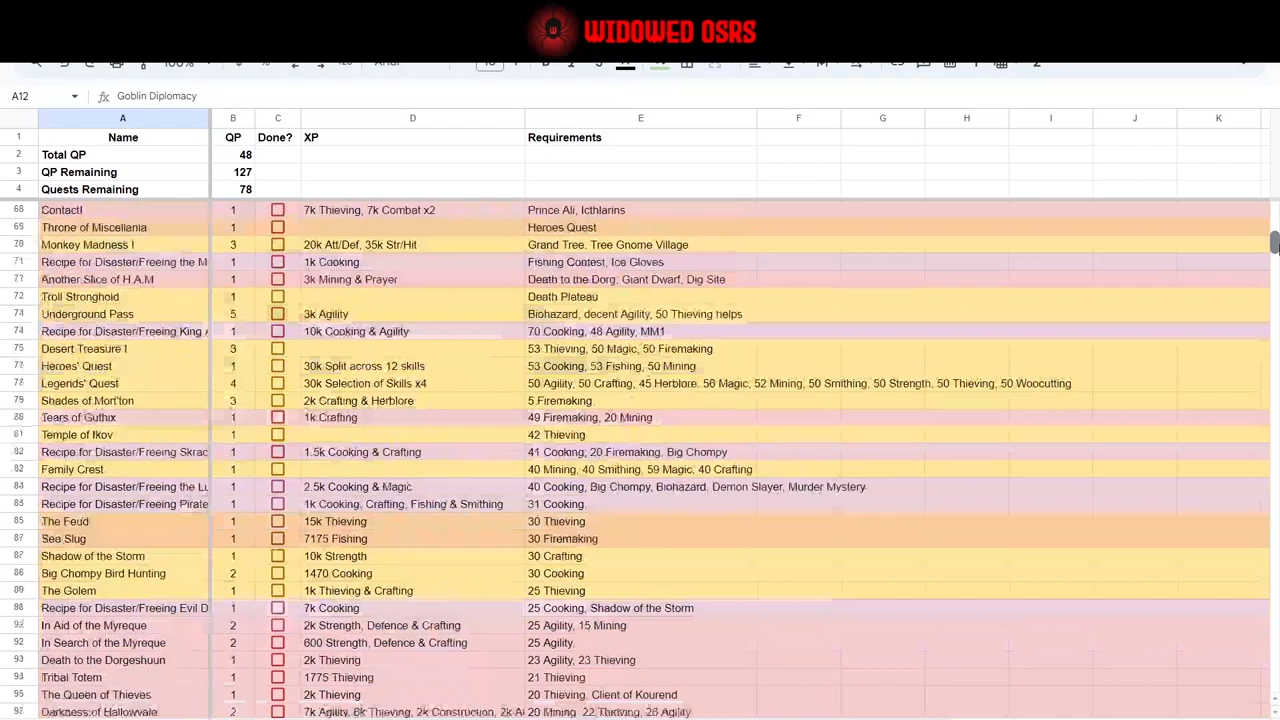 WIDOWED OSRS
A12 fx Goblin Diplomacy
A B C D E F G H I J K
1 Name QP Done? XP Requirements
2 Total QP 48
3 QP Remaining 127
4 Quests Remaining 78
68 Contact! 1 7k Thieving, 7k Combat x2 Prince Ali, Icthlarins
69 Throne of Miscellania 1 Heroes Quest
70 Monkey Madness I 3 20k Att/Def, 35k Str/Hit Grand Tree, Tree Gnome Village
71 Recipe for Disaster/Freeing the M 1 1k Cooking Fishing Contest, Ice Gloves
Another Slice of H.A.M 1 3k Mining & Prayer Death to the Dorg, Giant Dwarf, Dig Site
72 Troll Stronghold 1 Death Plateau
74 Underground Pass 5 3k Agility Biohazard, decent Agility, 50 Thieving helps
74 Recipe for Disaster/Freeing King 1 10k Cooking & Agility 70 Cooking, 48 Agility, MM1
75 Desert Treasure I 3 53 Thieving, 50 Magic, 50 Firemaking
Heroes' Quest 1 30k Split across 12 skills 53 Cooking, 53 Fishing, 50 Mining
Legends' Quest 4 30k Selection of Skills x4 50 Agility, 50 Crafting, 45 Herblore, 56 Magic, 52 Mining, 50 Smithing, 50 Strength, 50 Thieving, 50 Woocutting
79 Shades of Mort'ton 3 2k Crafting & Herblore 5 Firemaking
Tears of Guthix 1 1k Crafting 49 Firemaking, 20 Mining
81 Temple of Ikov 1 42 Thieving
82 Recipe for Disaster/Freeing Skrac 1 1.5k Cooking & Crafting 41 Cooking, 20 Firemaking, Big Chompy
82 Family Crest 1 40 Mining, 40 Smithing, 59 Magic, 40 Crafting
Recipe for Disaster/Freeing the Lu 1 2.5k Cooking & Magic 40 Cooking, Big Chompy, Biohazard, Demon Slayer, Murder Mystery
Recipe for Disaster/Freeing Pirate 1 1k Cooking, Crafting, Fishing & Smithing 31 Cooking
85 The Feud 1 15k Thieving 30 Thieving
Sea Slug 1 7175 Fishing 30 Firemaking
Shadow of the Storm 1 10k Strength 30 Crafting
Big Chompy Bird Hunting 2 1470 Cooking 30 Cooking
The Golem 1 1k Thieving & Crafting 25 Thieving
Recipe for Disaster/Freeing Evil D 1 7k Cooking 25 Cooking, Shadow of the Storm
In Aid of the Myreque 2 2k Strength, Defence & Crafting 25 Agility, 15 Mining
92 In Search of the Myreque 2 600 Strength, Defence & Crafting 25 Agility
93 Death to the Dorgeshuun 1 2k Thieving 23 Agility, 23 Thieving
Tribal Totem 1 1775 Thieving 21 Thieving
The Queen of Thieves 1 2k Thieving 20 Thieving, Client of Kourend
Darkness of Hallowvale 2 7k Agility, 6k Thieving, 2k Construction, 2k 20 Mining, 22 Thieving, 26 Agility